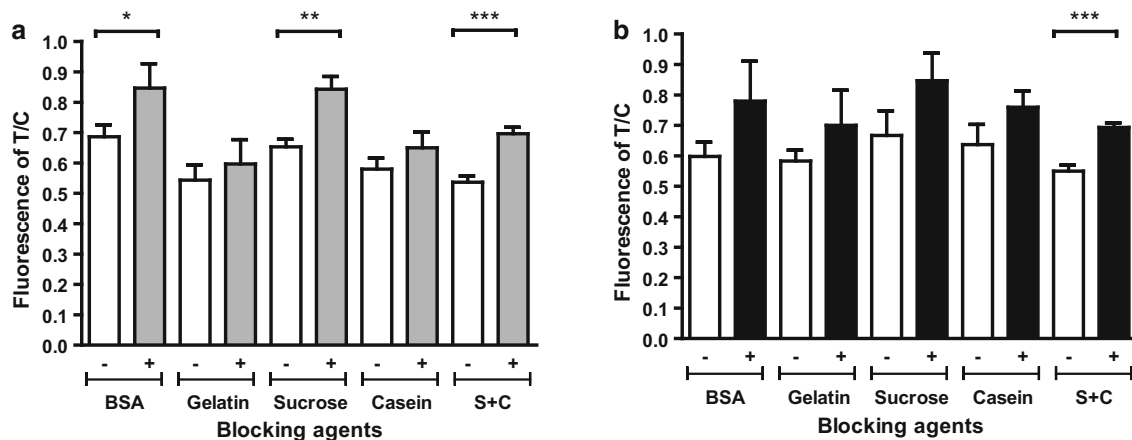 a
* ** ***
Fluorescence of T/C
1.0
0.9
0.8
0.7
0.6
0.5
0.4
0.3
0.2
0.1
0.0
- + - + - + - + - +
BSA Gelatin Sucrose Casein S+C
Blocking agents
b
***
Fluorescence of T/C
1.0
0.9
0.8
0.7
0.6
0.5
0.4
0.3
0.2
0.1
0.0
- + - + - + - + - +
BSA Gelatin Sucrose Casein S+C
Blocking agents